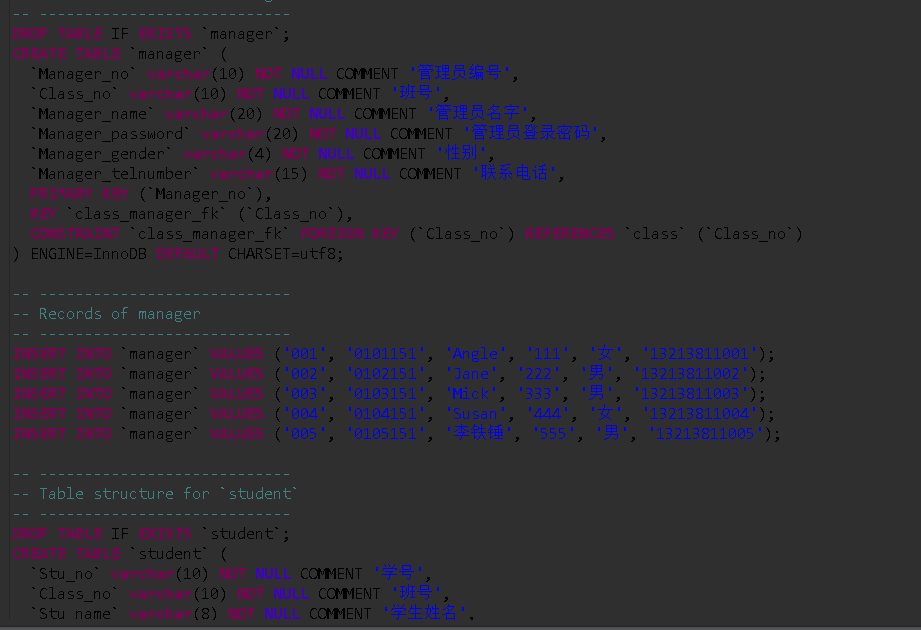 -- ----------------------------
DROP TABLE IF EXISTS `manager`;
CREATE TABLE `manager` (
  `Manager_no` varchar(10) NOT NULL COMMENT '管理员编号',
  `Class_no` varchar(10) NOT NULL COMMENT '班号',
  `Manager_name` varchar(20) NOT NULL COMMENT '管理员名字',
  `Manager_password` varchar(20) NOT NULL COMMENT '管理员登录密码',
  `Manager_gender` varchar(4) NOT NULL COMMENT '性别',
  `Manager_telnumber` varchar(15) NOT NULL COMMENT '联系电话',
  PRIMARY KEY (`Manager_no`),
  KEY `class_manager_fk` (`Class_no`),
  CONSTRAINT `class_manager_fk` FOREIGN KEY (`Class_no`) REFERENCES `class` (`Class_no`)
) ENGINE=InnoDB DEFAULT CHARSET=utf8;
-- ----------------------------
-- Records of manager
-- ----------------------------
INSERT INTO `manager` VALUES ('001', '0101151', 'Angle', '111', '女', '13213811001');
INSERT INTO `manager` VALUES ('002', '0102151', 'Jane', '222', '男', '13213811002');
INSERT INTO `manager` VALUES ('003', '0103151', 'Mick', '333', '男', '13213811003');
INSERT INTO `manager` VALUES ('004', '0104151', 'Susan', '444', '女', '13213811004');
INSERT INTO `manager` VALUES ('005', '0105151', '李铁锤', '555', '男', '13213811005');
-- ----------------------------
-- Table structure for `student`
-- ----------------------------
DROP TABLE IF EXISTS `student`;
CREATE TABLE `student` (
  `Stu_no` varchar(10) NOT NULL COMMENT '学号',
  `Class_no` varchar(10) NOT NULL COMMENT '班号',
  `Stu_name` varchar(8) NOT NULL COMMENT '学生姓名',